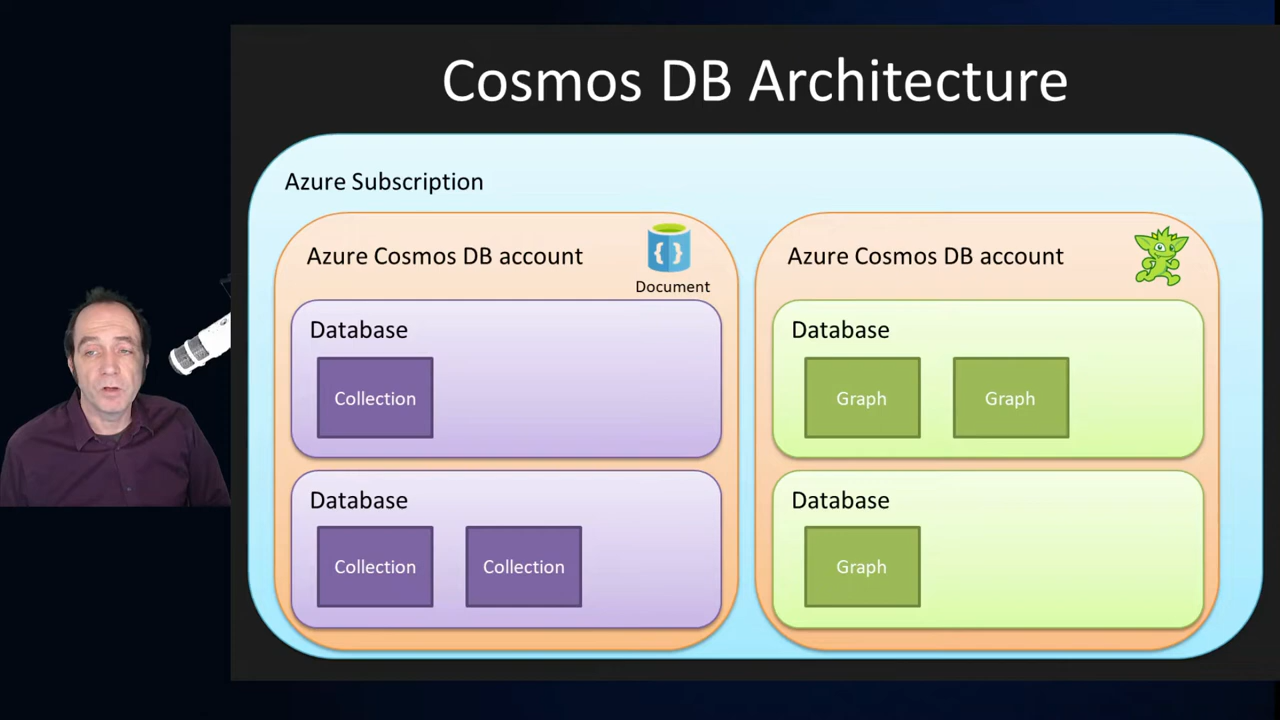 Cosmos DB Architecture
Azure Subscription
Azure Cosmos DB account
Document
Database
Collection
Database
Collection
Collection
Azure Cosmos DB account
Database
Graph
Graph
Database
Graph